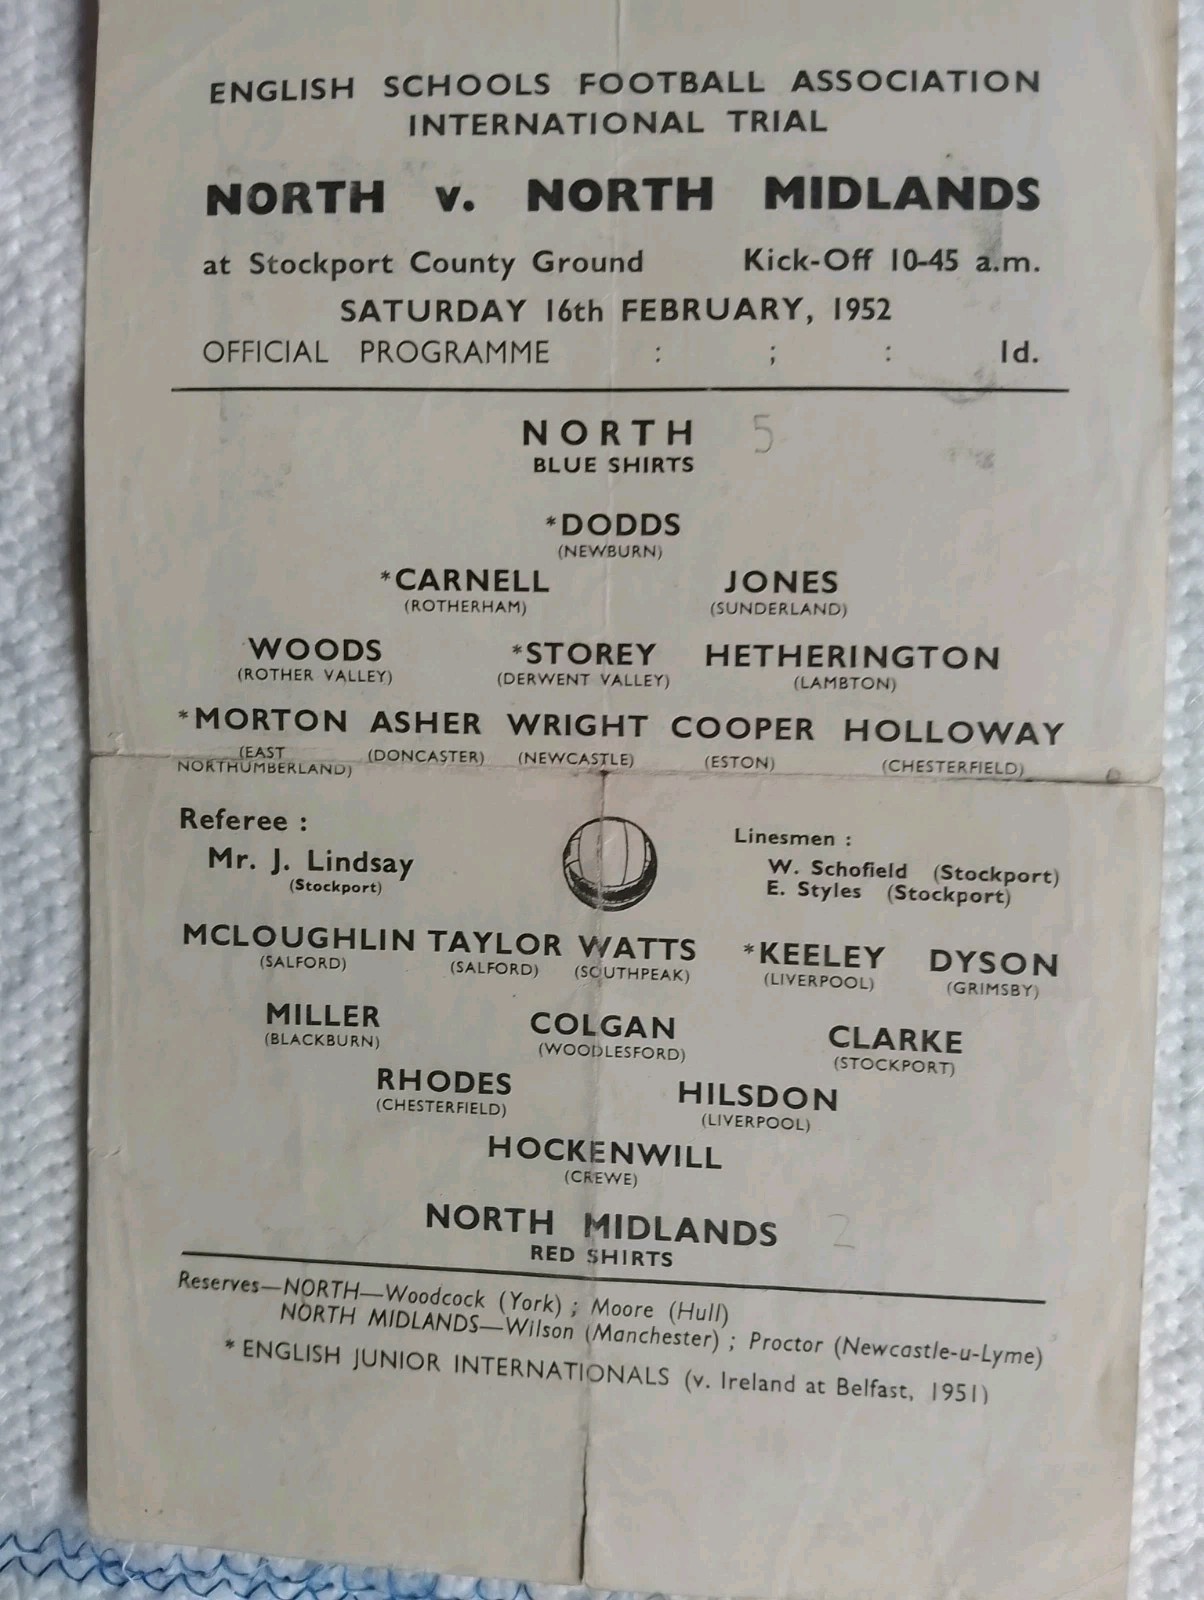 ENGLISH SCHOOLS FOOTBALL ASSOCIATION
INTERNATIONAL TRIAL
NORTH v. NORTH MIDLANDS
at Stockport County Ground Kick-Off 10-45 a.m.
SATURDAY 16th FEBRUARY, 1952
OFFICIAL PROGRAMME : ; : 1d.
NORTH 5
BLUE SHIRTS
*DODDS
(NEWBURN)
*CARNELL JONES
(ROTHERHAM) (SUNDERLAND)
WOODS *STOREY HETHERINGTON
(ROTHER VALLEY) (DERWENT VALLEY) (LAMBTON)
*MORTON ASHER WRIGHT COOPER HOLLOWAY
(EAST NORTHUMBERLAND) (DONCASTER) (NEWCASTLE) (ESTON) (CHESTERFIELD)
Referee :
Mr. J. Lindsay
(Stockport)
Linesmen :
W. Schofield (Stockport)
E. Styles (Stockport)
MCLOUGHLIN TAYLOR WATTS *KEELEY DYSON
(SALFORD) (SALFORD) (SOUTHPEAK) (LIVERPOOL) (GRIMSBY)
MILLER COLGAN CLARKE
(BLACKBURN) (WOODLESFORD) (STOCKPORT)
RHODES HILSDON
(CHESTERFIELD) (LIVERPOOL)
HOCKENWILL
(CREWE)
NORTH MIDLANDS 2
RED SHIRTS
Reserves—NORTH—Woodcock (York) ; Moore (Hull)
NORTH MIDLANDS—Wilson (Manchester) ; Proctor (Newcastle-u-Lyme)
* ENGLISH JUNIOR INTERNATIONALS (v. Ireland at Belfast, 1951)